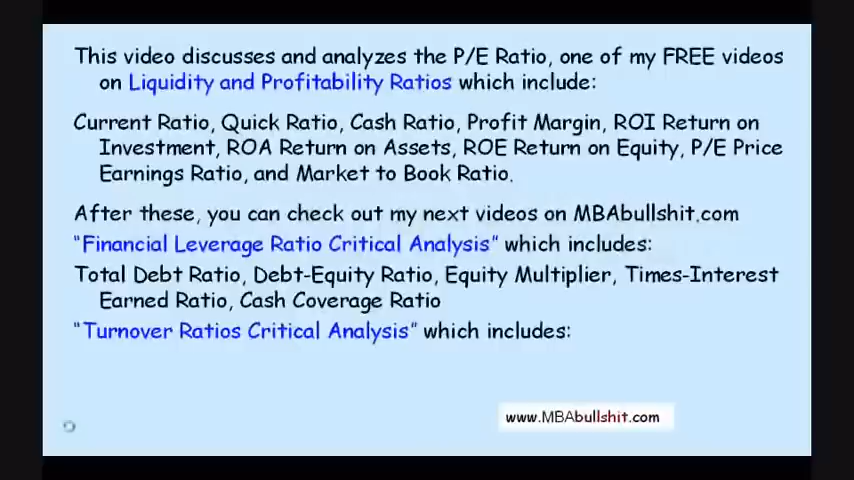 This video discusses and analyzes the P/E Ratio, one of my FREE videos
on Liquidity and Profitability Ratios which include:
Current Ratio, Quick Ratio, Cash Ratio, Profit Margin, ROI Return on
Investment, ROA Return on Assets, ROE Return on Equity, P/E Price
Earnings Ratio, and Market to Book Ratio.
After these, you can check out my next videos on MBAbullshit.com
"Financial Leverage Ratio Critical Analysis" which includes:
Total Debt Ratio, Debt-Equity Ratio, Equity Multiplier, Times-Interest
Earned Ratio, Cash Coverage Ratio
"Turnover Ratios Critical Analysis" which includes:
www.MBAbullshit.com